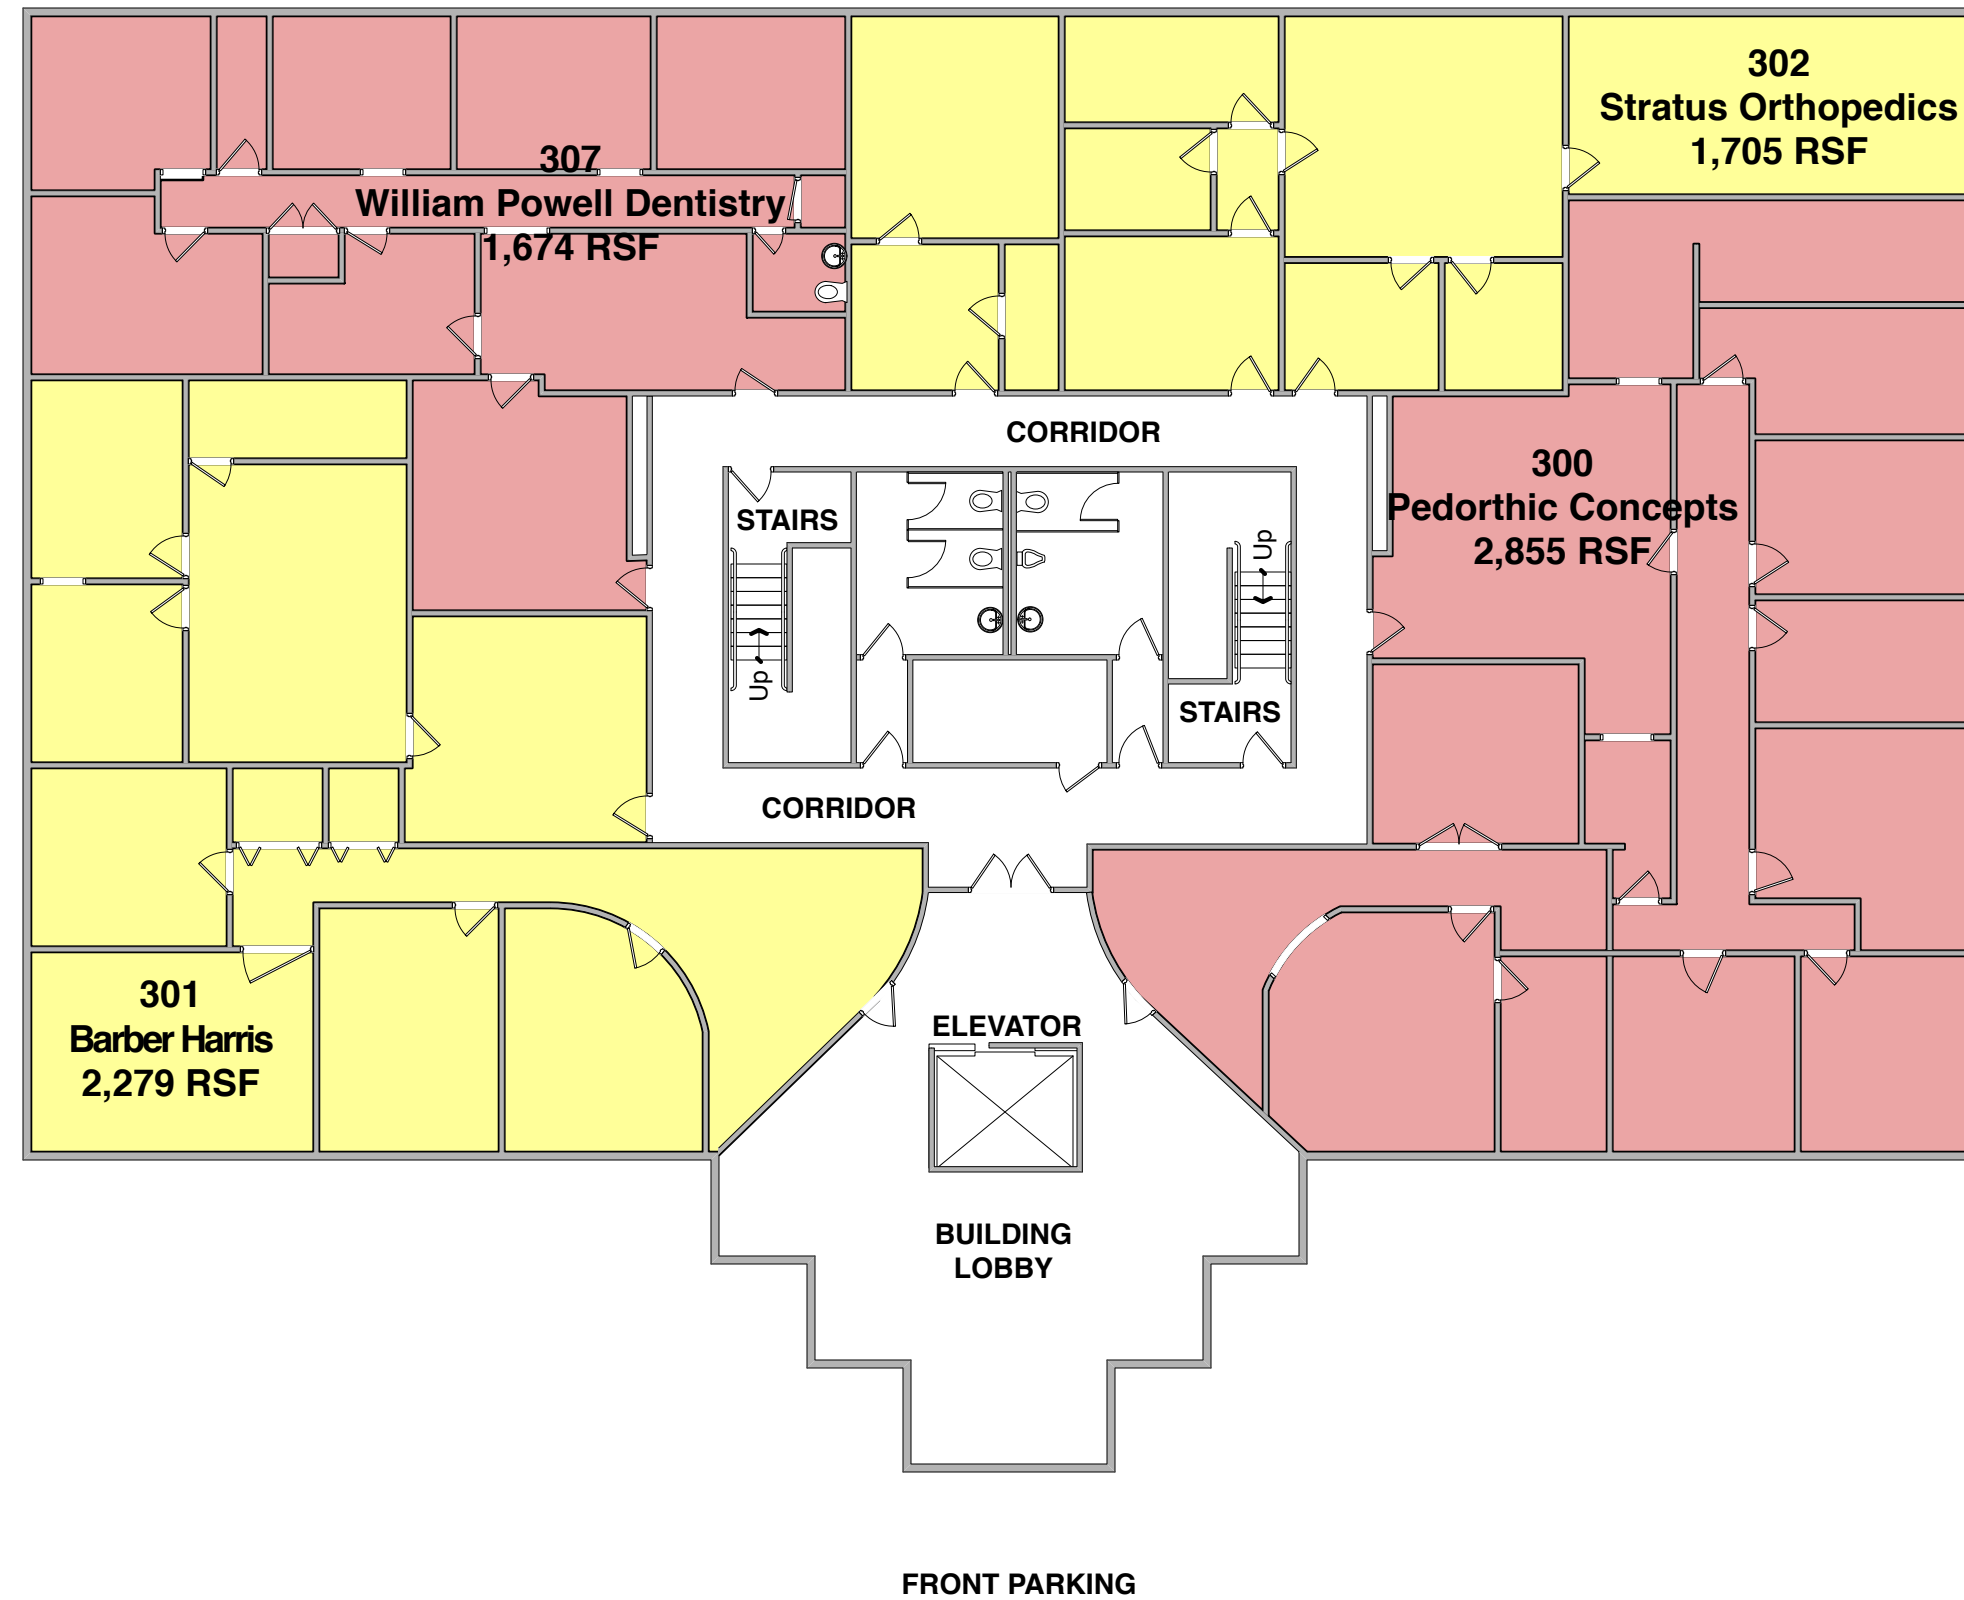 302
Stratus Orthopedics
1,705 RSF
307
William Powell Dentistry
1,674 RSF
CORRIDOR
300
Pedorthic Concepts
2,855 RSF
STAIRS
Up
Up
STAIRS
CORRIDOR
301
Barber Harris
2,279 RSF
ELEVATOR
BUILDING
LOBBY
FRONT PARKING